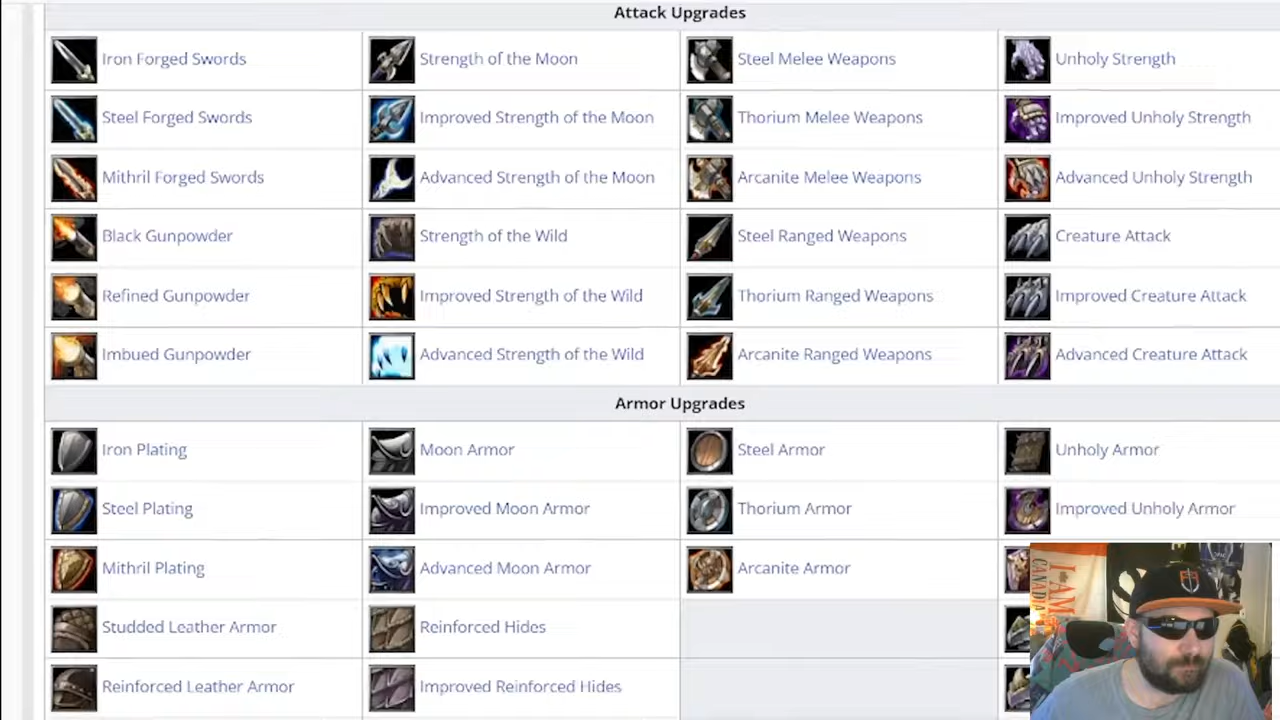 Attack Upgrades
Iron Forged Swords
Strength of the Moon
Steel Melee Weapons
Unholy Strength
Steel Forged Swords
Improved Strength of the Moon
Thorium Melee Weapons
Improved Unholy Strength
Mithril Forged Swords
Advanced Strength of the Moon
Arcanite Melee Weapons
Advanced Unholy Strength
Black Gunpowder
Strength of the Wild
Steel Ranged Weapons
Creature Attack
Refined Gunpowder
Improved Strength of the Wild
Thorium Ranged Weapons
Improved Creature Attack
Imbued Gunpowder
Advanced Strength of the Wild
Arcanite Ranged Weapons
Advanced Creature Attack
Armor Upgrades
Iron Plating
Moon Armor
Steel Armor
Unholy Armor
Steel Plating
Improved Moon Armor
Thorium Armor
Improved Unholy Armor
Mithril Plating
Advanced Moon Armor
Arcanite Armor
Studded Leather Armor
Reinforced Hides
Reinforced Leather Armor
Improved Reinforced Hides
I AM
CANADIAN